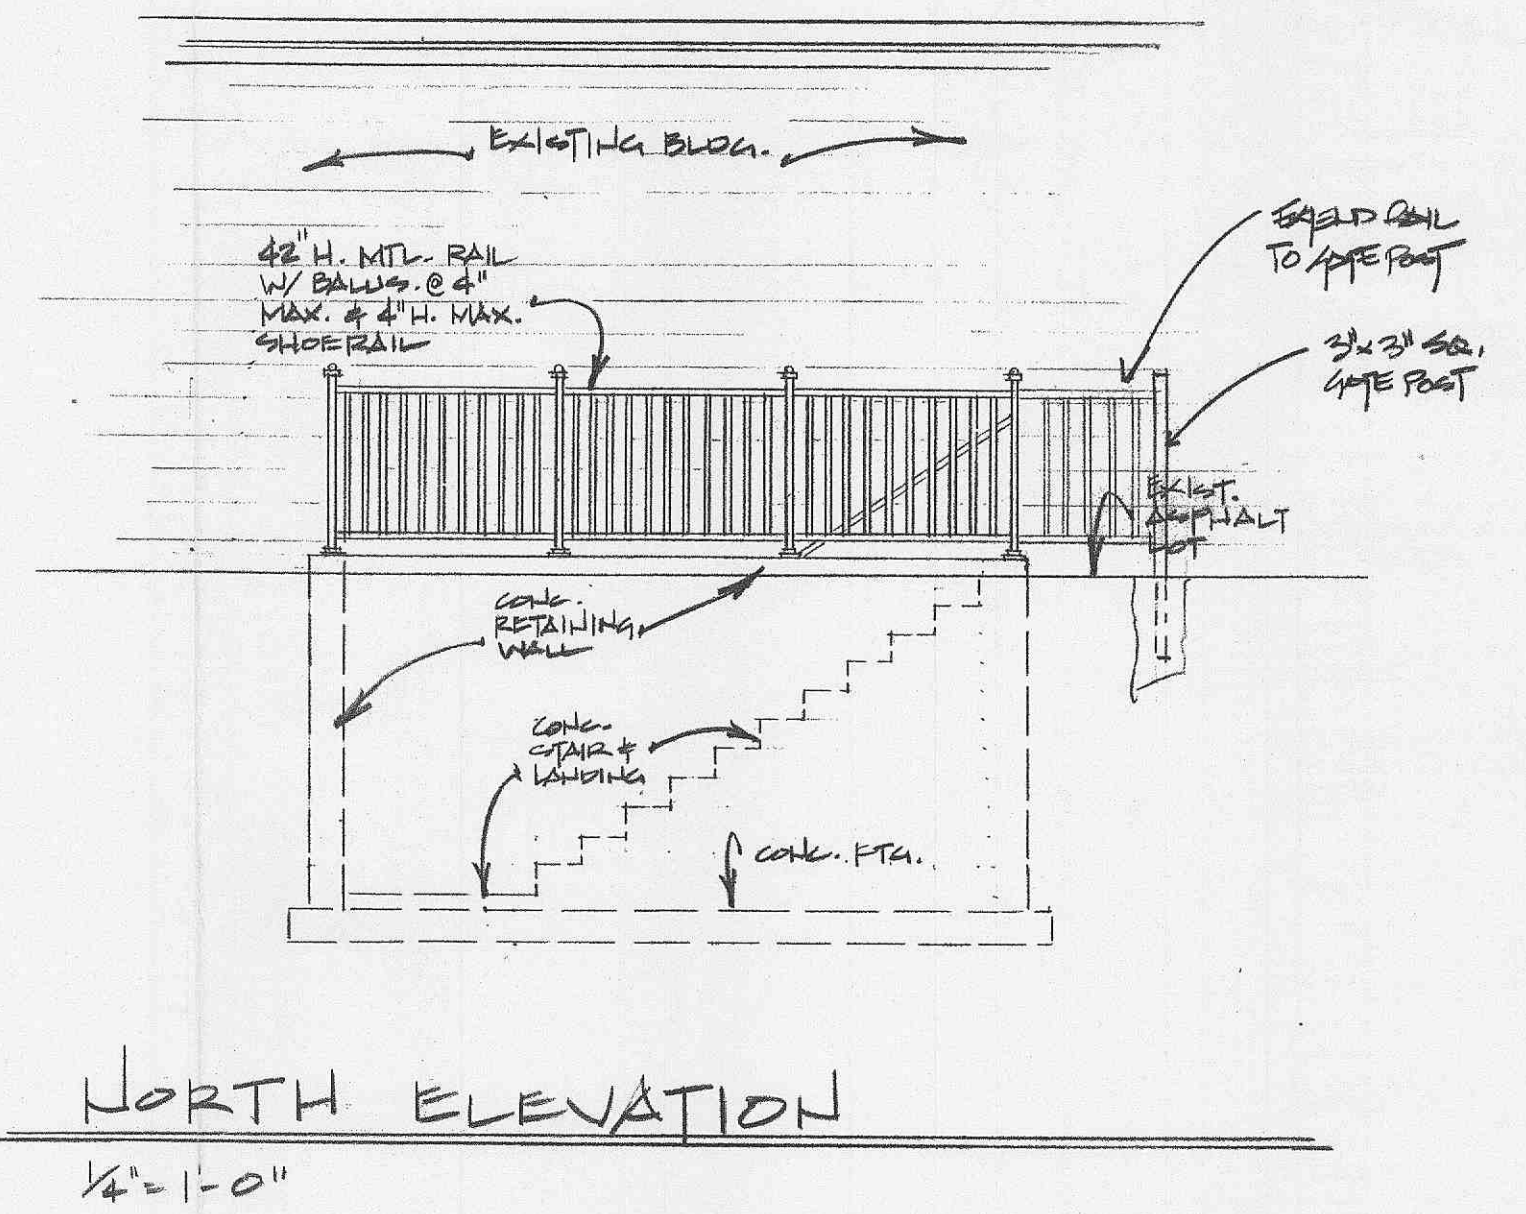 EXISTING BLDG.
42" H. MTL. RAIL
W/ BALUS. @ 4"
MAX. & 4" H. MAX.
SHOERAIL
EXTEND RAIL
TO GATE POST
3"x3" SQ.
GATE POST
EXIST.
ASPHALT
LOT
CONC.
RETAINING
WALL
CONC.
STAIR &
LANDING
CONC. FTG.
NORTH ELEVATION
1/4" = 1'-0"